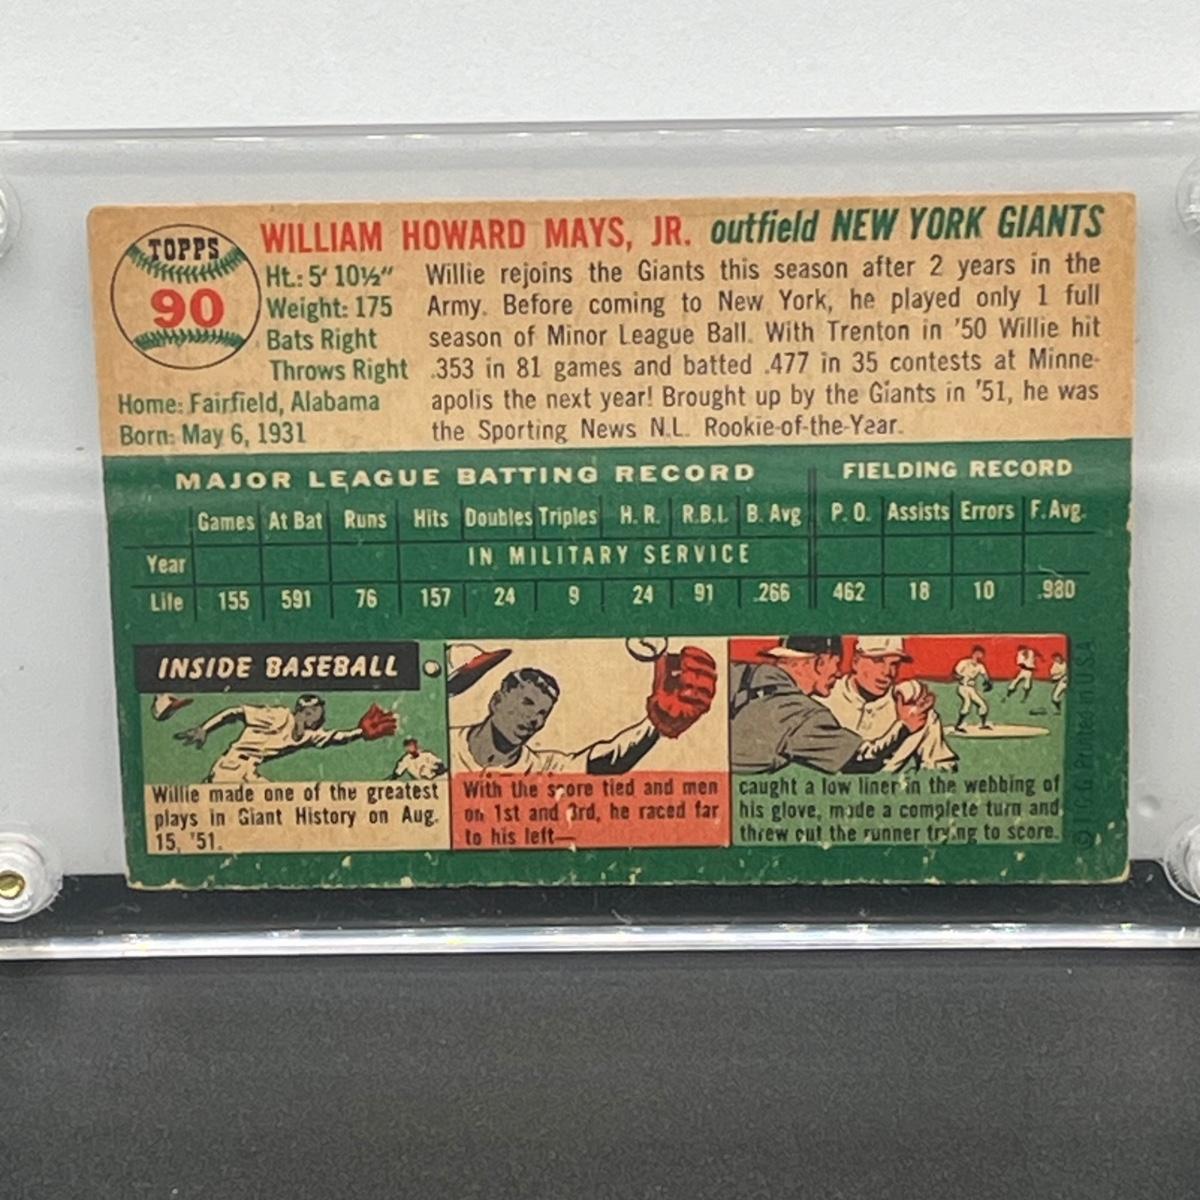 TOPPS
90
WILLIAM HOWARD MAYS, JR. outfield NEW YORK GIANTS
Ht.: 5' 10½"
Weight: 175
Bats Right
Throws Right
Home: Fairfield, Alabama
Born: May 6, 1931
Willie rejoins the Giants this season after 2 years in the
Army. Before coming to New York, he played only 1 full
season of Minor League Ball. With Trenton in '50 Willie hit
.353 in 81 games and batted .477 in 35 contests at Minne-
apolis the next year! Brought up by the Giants in '51, he was
the Sporting News N.L. Rookie-of-the-Year.
MAJOR LEAGUE BATTING RECORD FIELDING RECORD
Games At Bat Runs Hits Doubles Triples H. R. R.B.I. B. Avg P. O. Assists Errors F. Avg.
Year IN MILITARY SERVICE
Life 155 591 76 157 24 9 24 91 .266 462 18 10 .980
INSIDE BASEBALL
Willie made one of the greatest
plays in Giant History on Aug.
15, '51.
With the score tied and men
on 1st and 3rd, he raced far
to his left—
caught a low liner in the webbing of
his glove, made a complete turn and
threw out the runner trying to score.
© T.C.G. Printed in U.S.A.